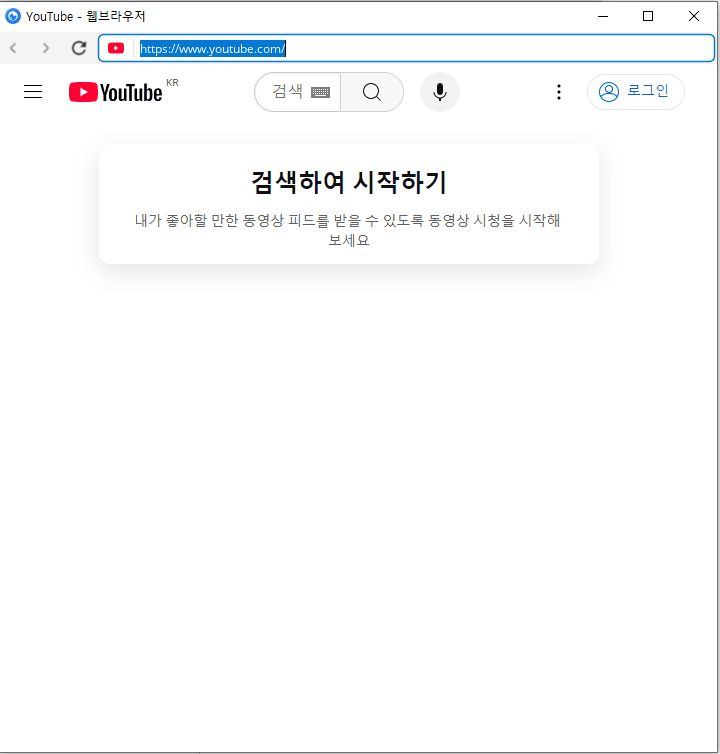 YouTube - 웹브라우저
https://www.youtube.com/
YouTube KR
검색
로그인
검색하여 시작하기
내가 좋아할 만한 동영상 피드를 받을 수 있도록 동영상 시청을 시작해
보세요